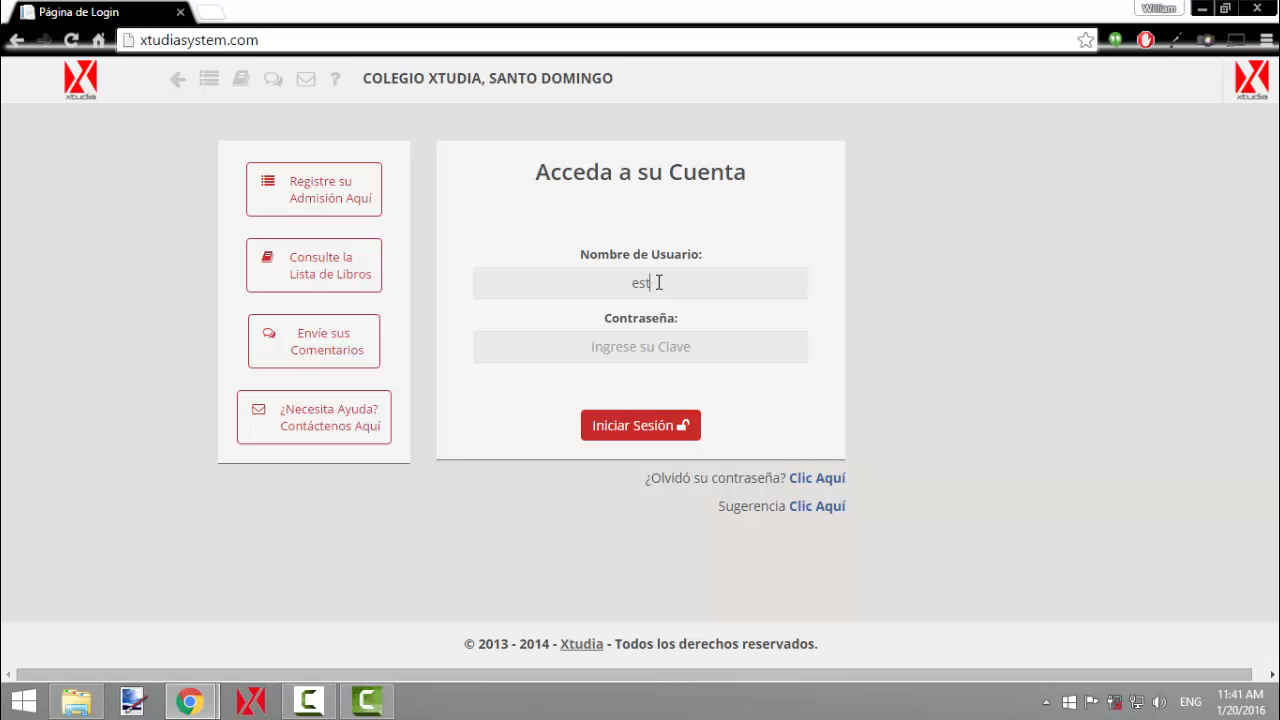 Página de Login
William
xtudiasystem.com
xtudia
COLEGIO XTUDIA, SANTO DOMINGO
xtudia
Registre su
Admisión Aquí
Consulte la
Lista de Libros
Envíe sus
Comentarios
¿Necesita Ayuda?
Contáctenos Aquí
Acceda a su Cuenta
Nombre de Usuario:
est
Contraseña:
Ingrese su Clave
Iniciar Sesión
¿Olvidó su contraseña? Clic Aquí
Sugerencia Clic Aquí
© 2013 - 2014 - Xtudia - Todos los derechos reservados.
ENG
11:41 AM
1/20/2016